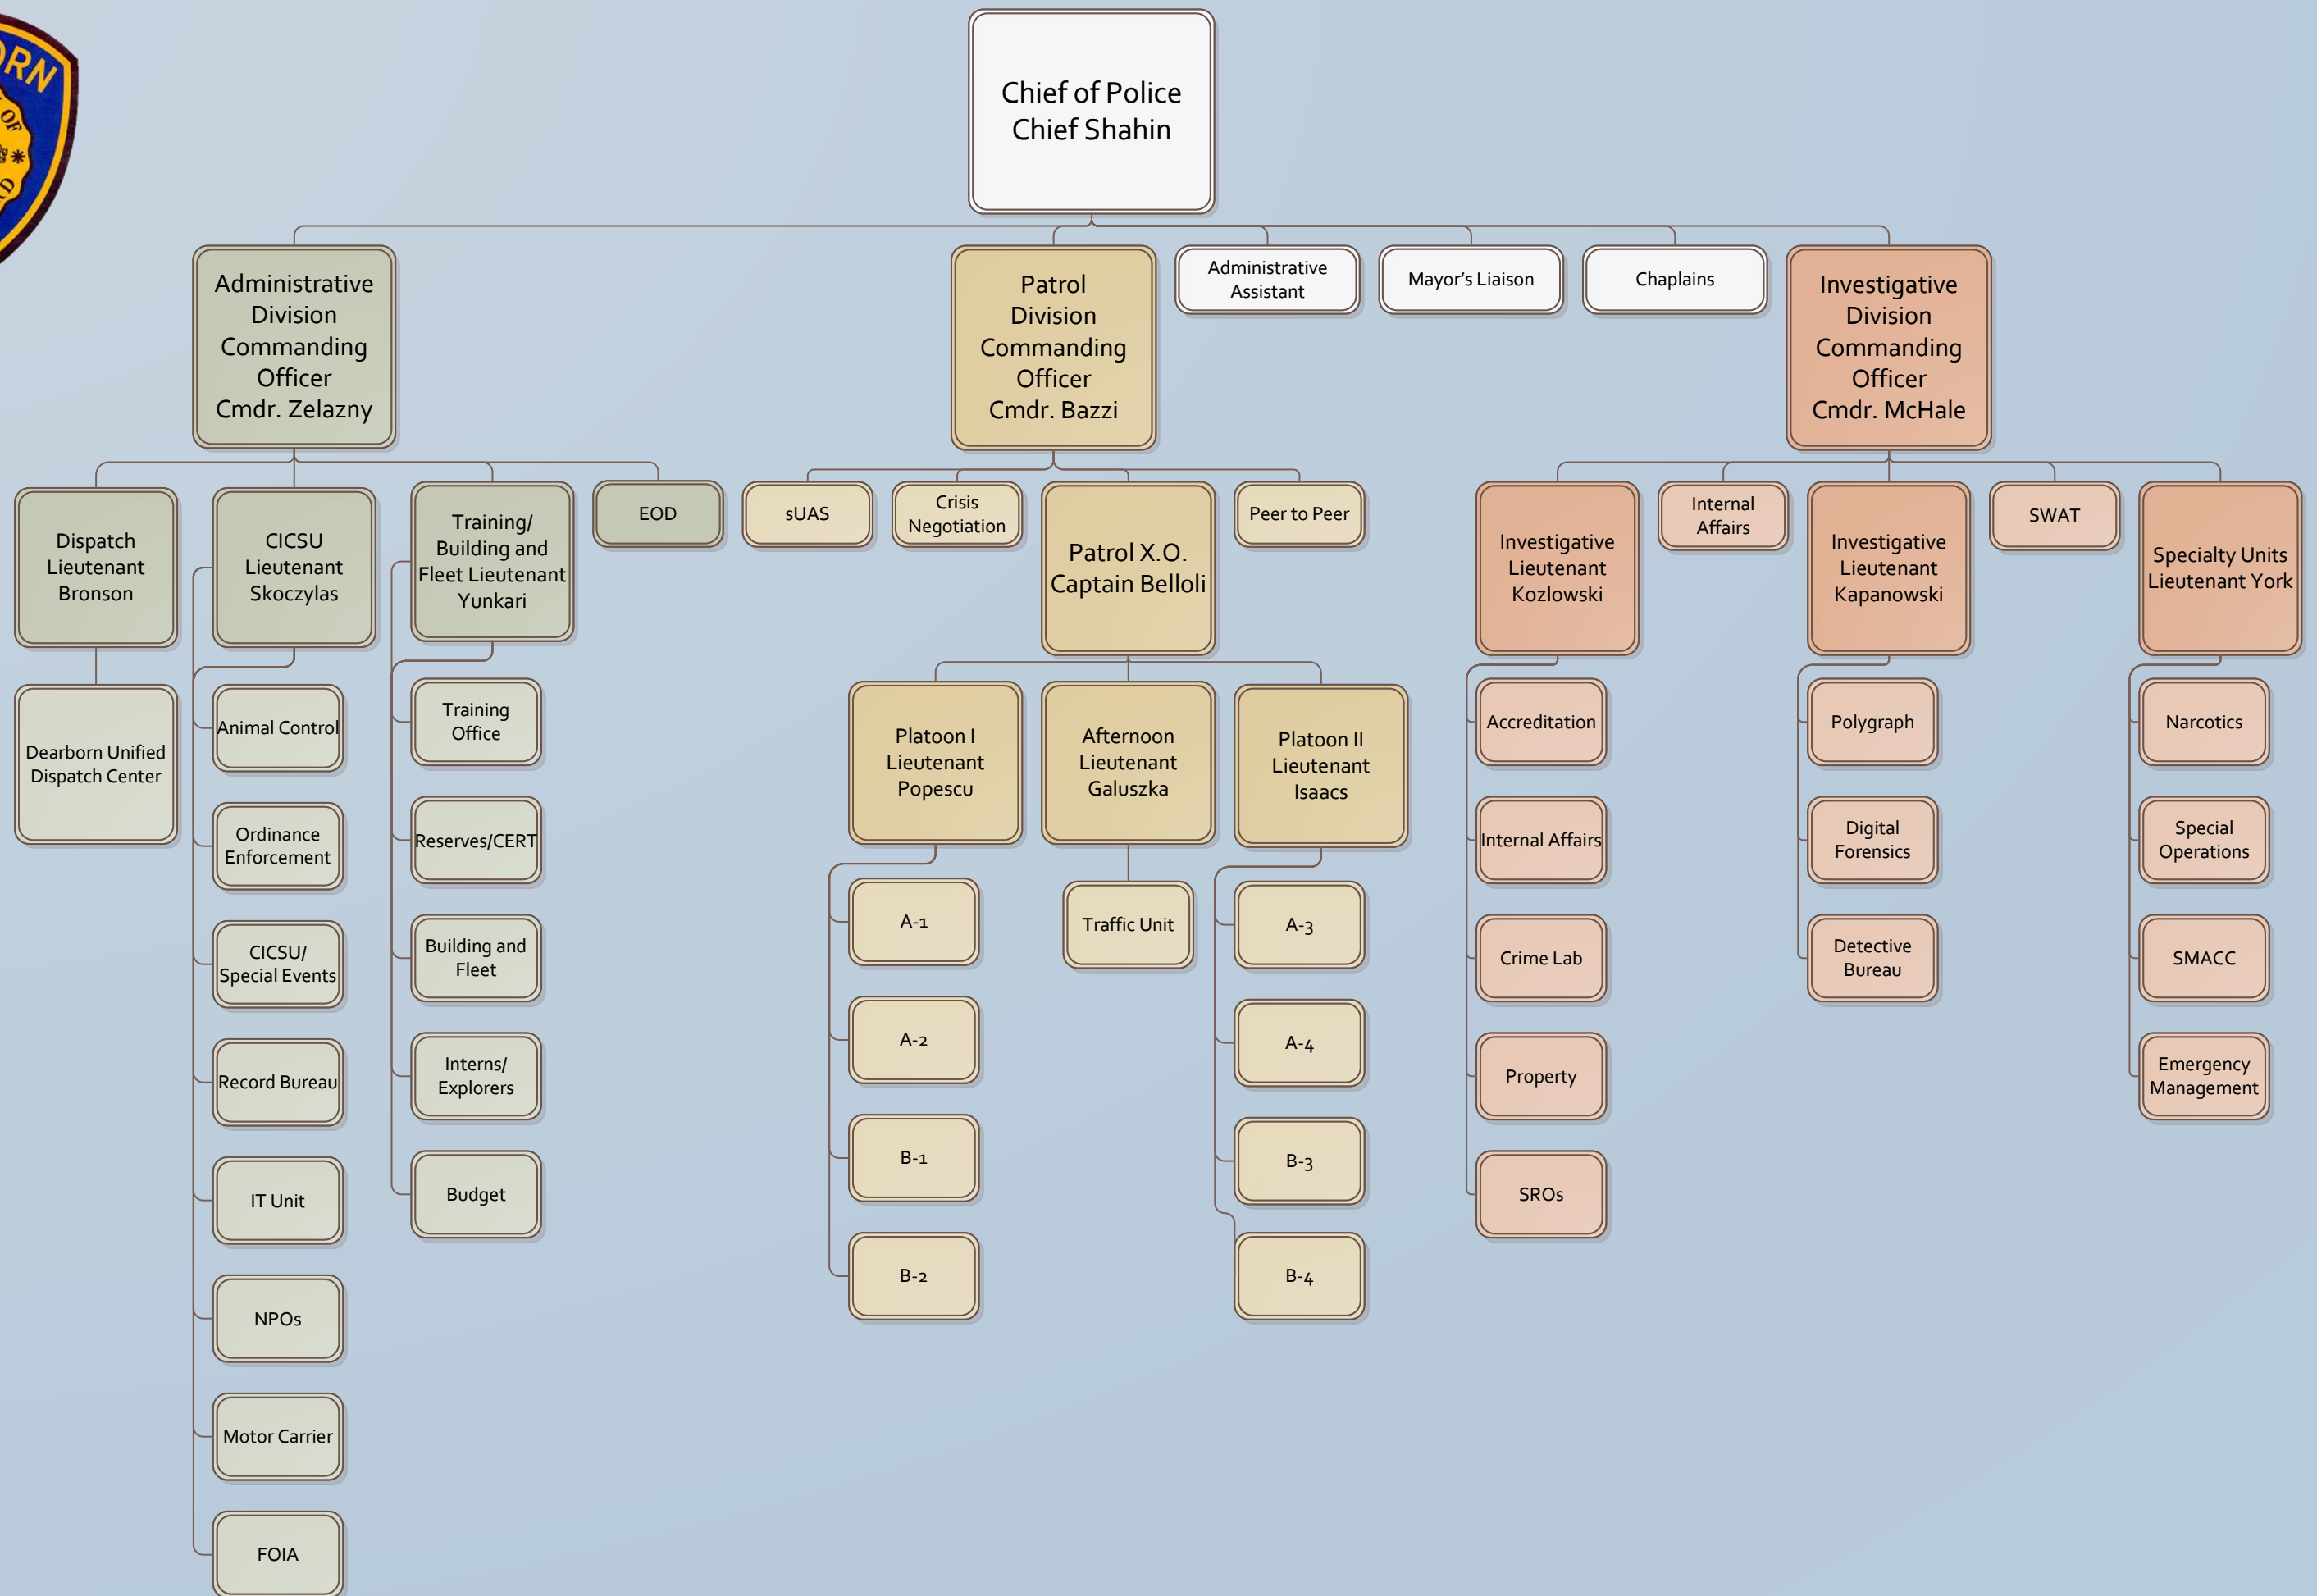 ORN
OF
RD
Chief of Police
Chief Shahin
Administrative
Division
Commanding
Officer
Cmdr. Zelazny
Patrol
Division
Commanding
Officer
Cmdr. Bazzi
Administrative
Assistant
Mayor's Liaison
Chaplains
Investigative
Division
Commanding
Officer
Cmdr. McHale
Dispatch
Lieutenant
Bronson
CICSU
Lieutenant
Skoczylas
Training/
Building and
Fleet Lieutenant
Yunkari
EOD
sUAS
Crisis
Negotiation
Patrol X.O.
Captain Belloli
Peer to Peer
Investigative
Lieutenant
Kozlowski
Internal
Affairs
Investigative
Lieutenant
Kapanowski
SWAT
Specialty Units
Lieutenant York
Dearborn Unified
Dispatch Center
Animal Control
Ordinance
Enforcement
CICSU/
Special Events
Record Bureau
IT Unit
NPOs
Motor Carrier
FOIA
Training
Office
Reserves/CERT
Building and
Fleet
Interns/
Explorers
Budget
Platoon I
Lieutenant
Popescu
Afternoon
Lieutenant
Galuszka
Platoon II
Lieutenant
Isaacs
A-1
A-2
B-1
B-2
Traffic Unit
A-3
A-4
B-3
B-4
Accreditation
Internal Affairs
Crime Lab
Property
SROs
Polygraph
Digital
Forensics
Detective
Bureau
Narcotics
Special
Operations
SMACC
Emergency
Management